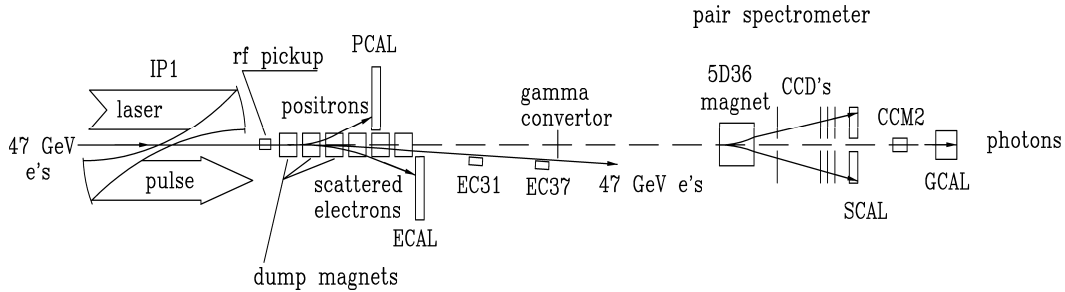 pair spectrometer
PCAL
rf pickup
IP1
laser
positrons
gamma
convertor
5D36
magnet
CCD's
CCM2
47 GeV
e's
photons
pulse
scattered
electrons
EC31
EC37
47 GeV e's
GCAL
SCAL
ECAL
dump magnets